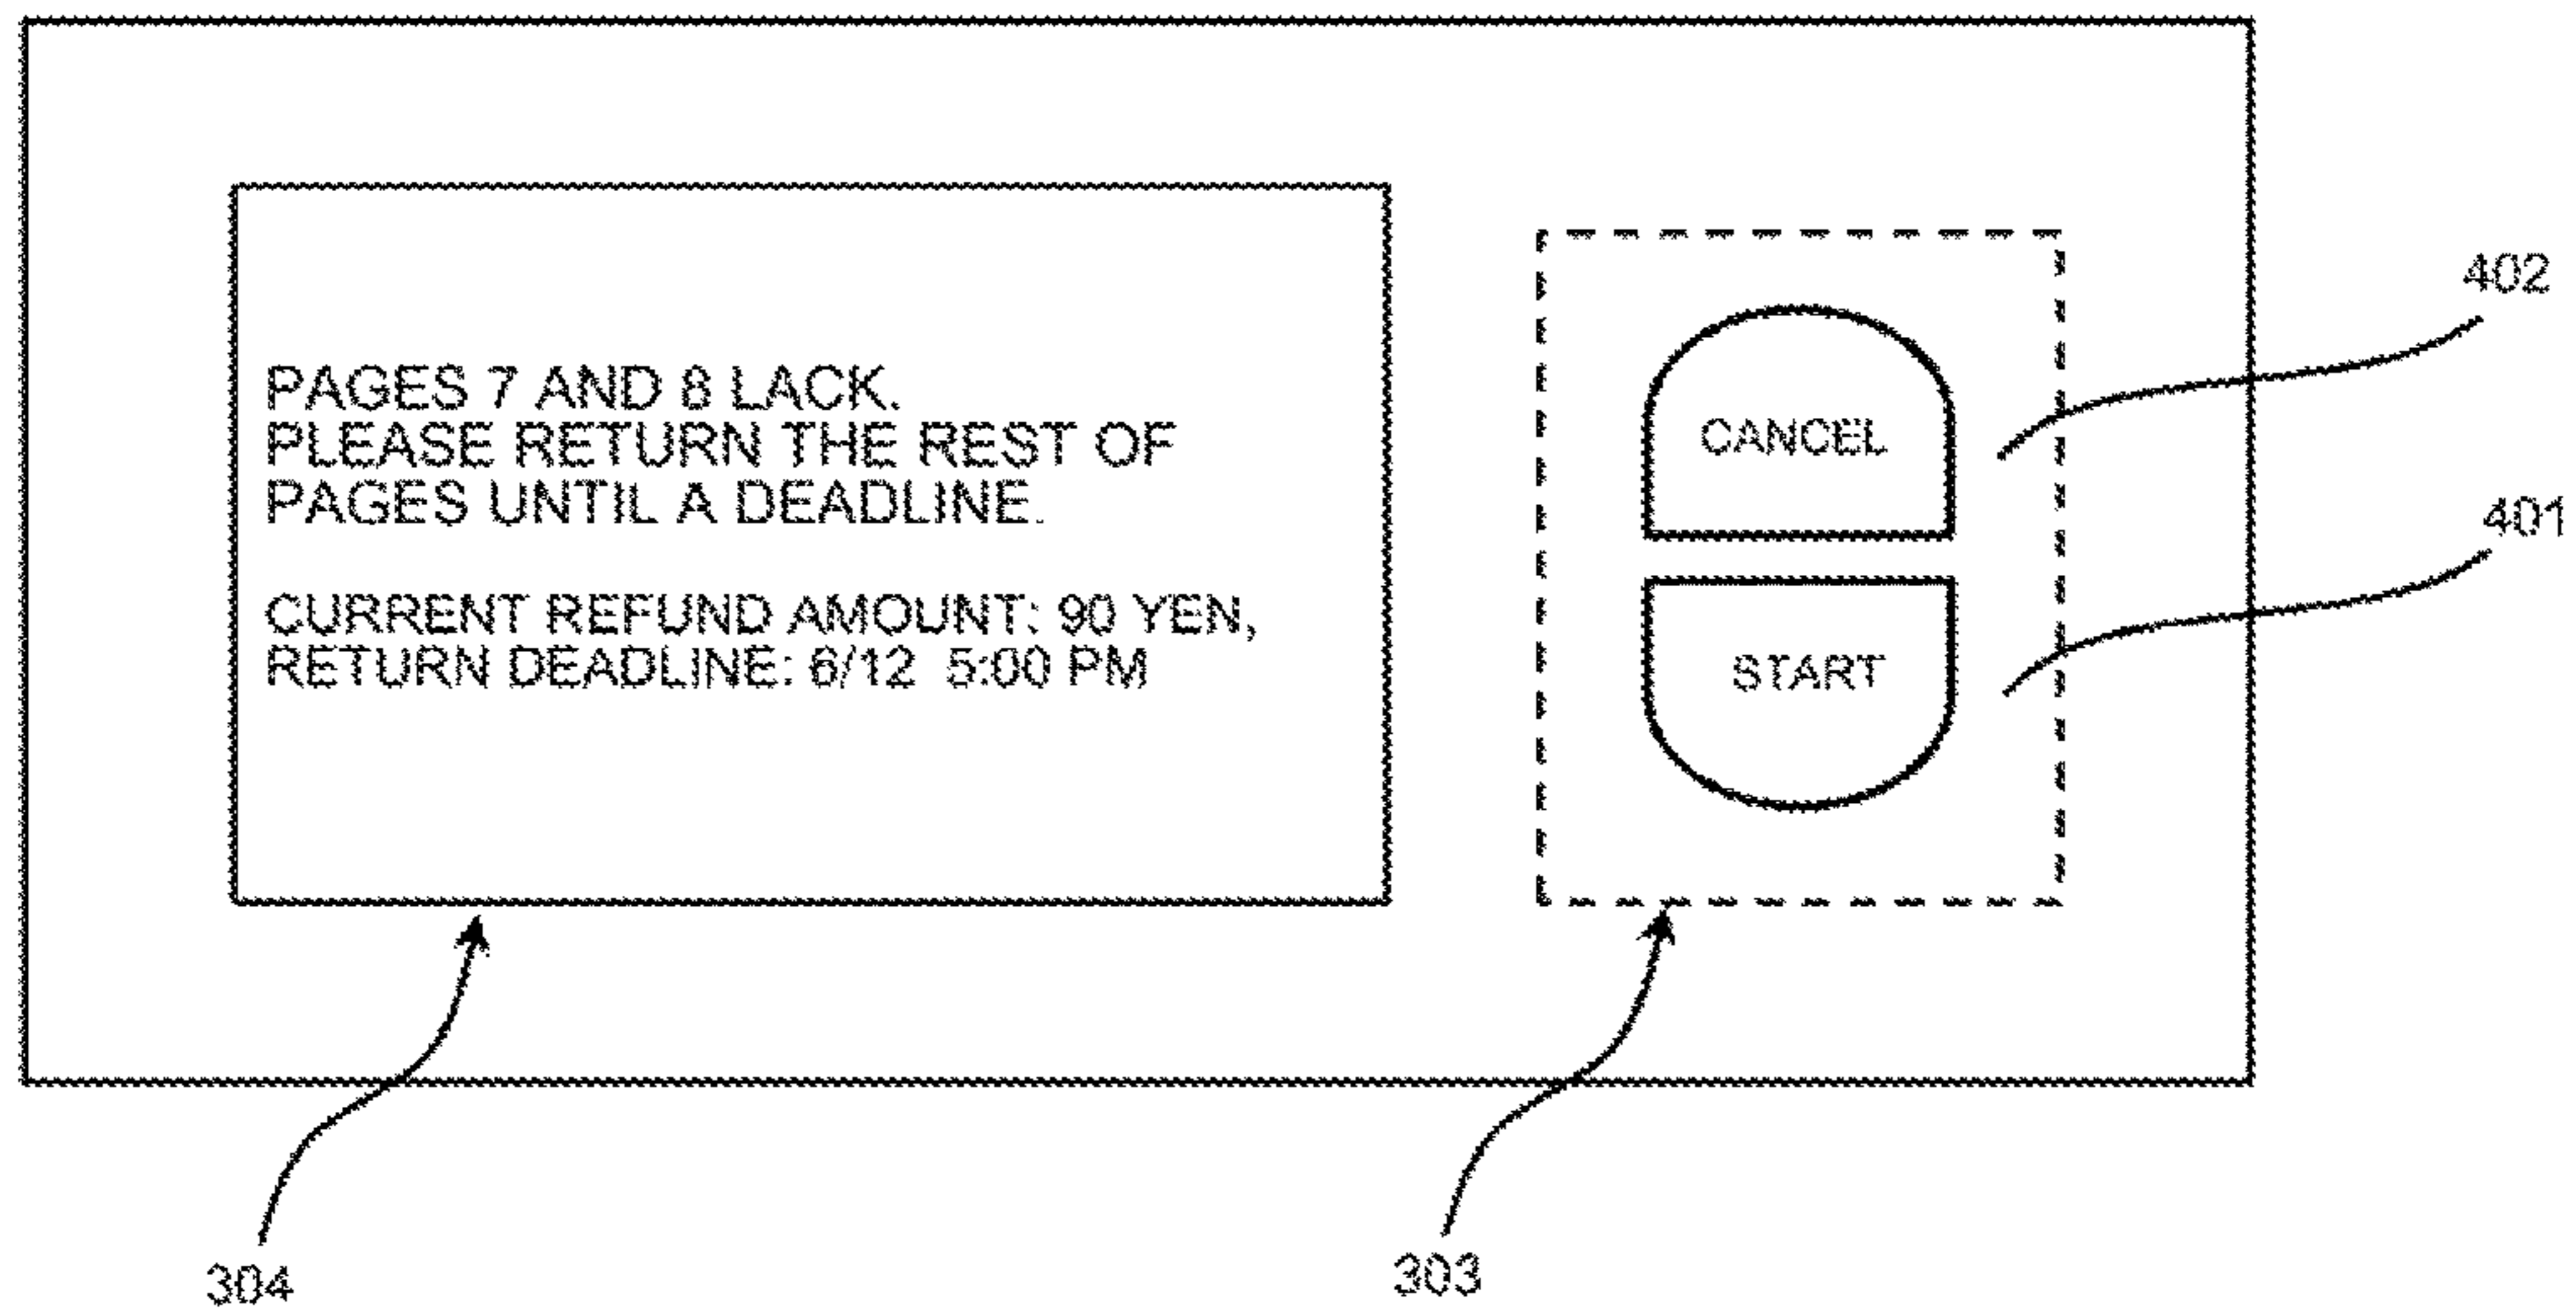 PAGES 7 AND 8 LACK.
PLEASE RETURN THE REST OF
PAGES UNTIL A DEADLINE.
CURRENT REFUND AMOUNT: 90 YEN,
RETURN DEADLINE: 6/12 5:00 PM
CANCEL
START
402
401
304
303